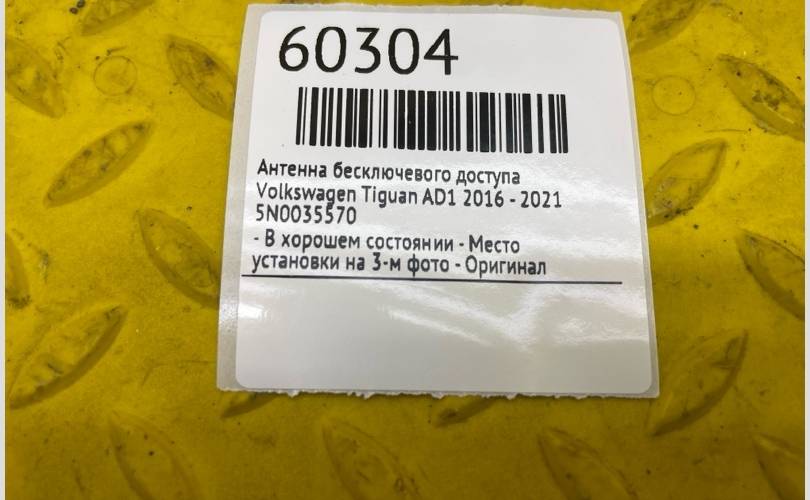 60304
Антенна бесключевого доступа
Volkswagen Tiguan AD1 2016 - 2021
5N0035570
- В хорошем состоянии - Место
установки на 3-м фото - Оригинал